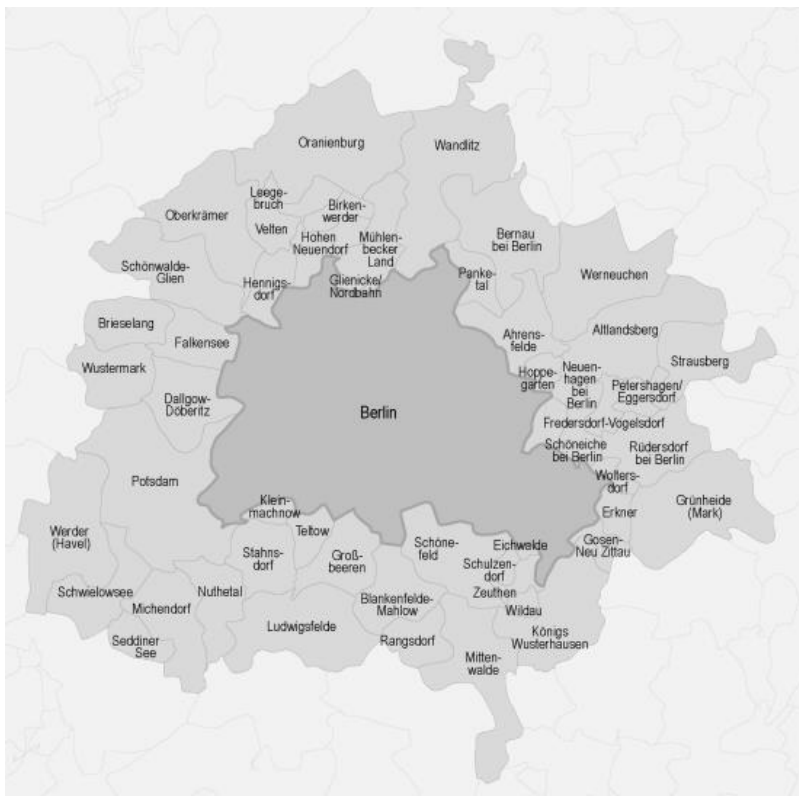 Oranienburg
Wandlitz
Leege-
bruch
Birken-
werder
Oberkrämer
Velten
Hohen
Neuendorf
Mühlen-
becker
Land
Bernau
bei Berlin
Schönwalde-
Glien
Hennigs-
dorf
Glienicke/
Nordbahn
Panke-
tal
Werneuchen
Brieselang
Falkensee
Ahrens-
felde
Altlandsberg
Wustermark
Strausberg
Hoppe-
garten
Neuen-
hagen
bei
Berlin
Petershagen/
Eggersdorf
Dallgow-
Döberitz
Berlin
Fredersdorf-Vogelsdorf
Schöneiche
bei Berlin
Rüdersdorf
bei Berlin
Potsdam
Wolters-
dorf
Grünheide
(Mark)
Klein-
machnow
Erkner
Werder
(Havel)
Teltow
Stahns-
dorf
Groß-
beeren
Schöne-
feld
Eichwalde
Gosen-
Neu Zittau
Schulzen-
dorf
Schwielowsee
Nuthetal
Zeuthen
Michendorf
Blankenfelde-
Mahlow
Wildau
Ludwigsfelde
Rangsdorf
Königs
Wusterhausen
Seddiner
See
Mitten-
walde